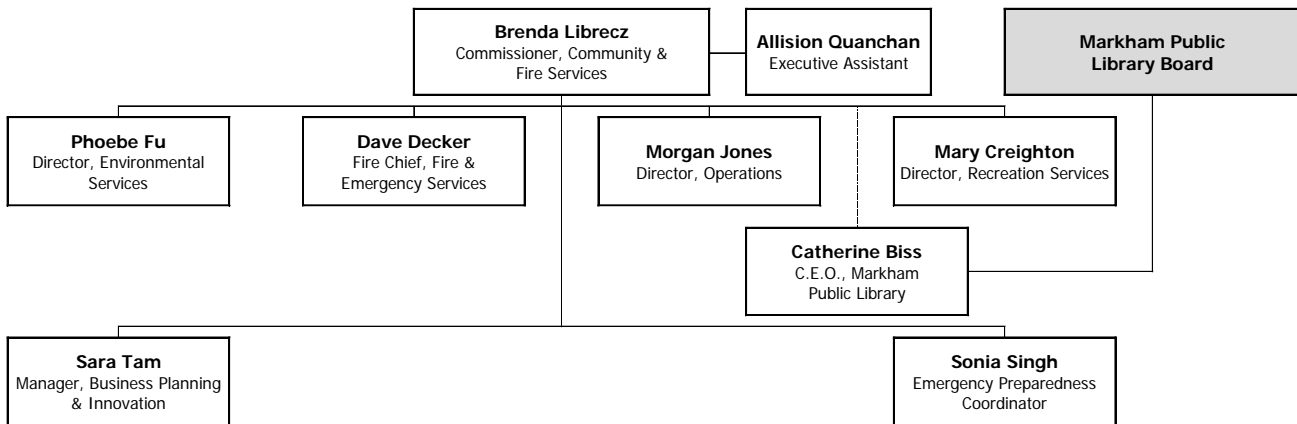 Brenda Librecz
Commissioner, Community &
Fire Services
Allision Quanchan
Executive Assistant
Markham Public
Library Board
Phoebe Fu
Director, Environmental
Services
Dave Decker
Fire Chief, Fire &
Emergency Services
Morgan Jones
Director, Operations
Mary Creighton
Director, Recreation Services
Catherine Biss
C.E.O., Markham
Public Library
Sara Tam
Manager, Business Planning
& Innovation
Sonia Singh
Emergency Preparedness
Coordinator